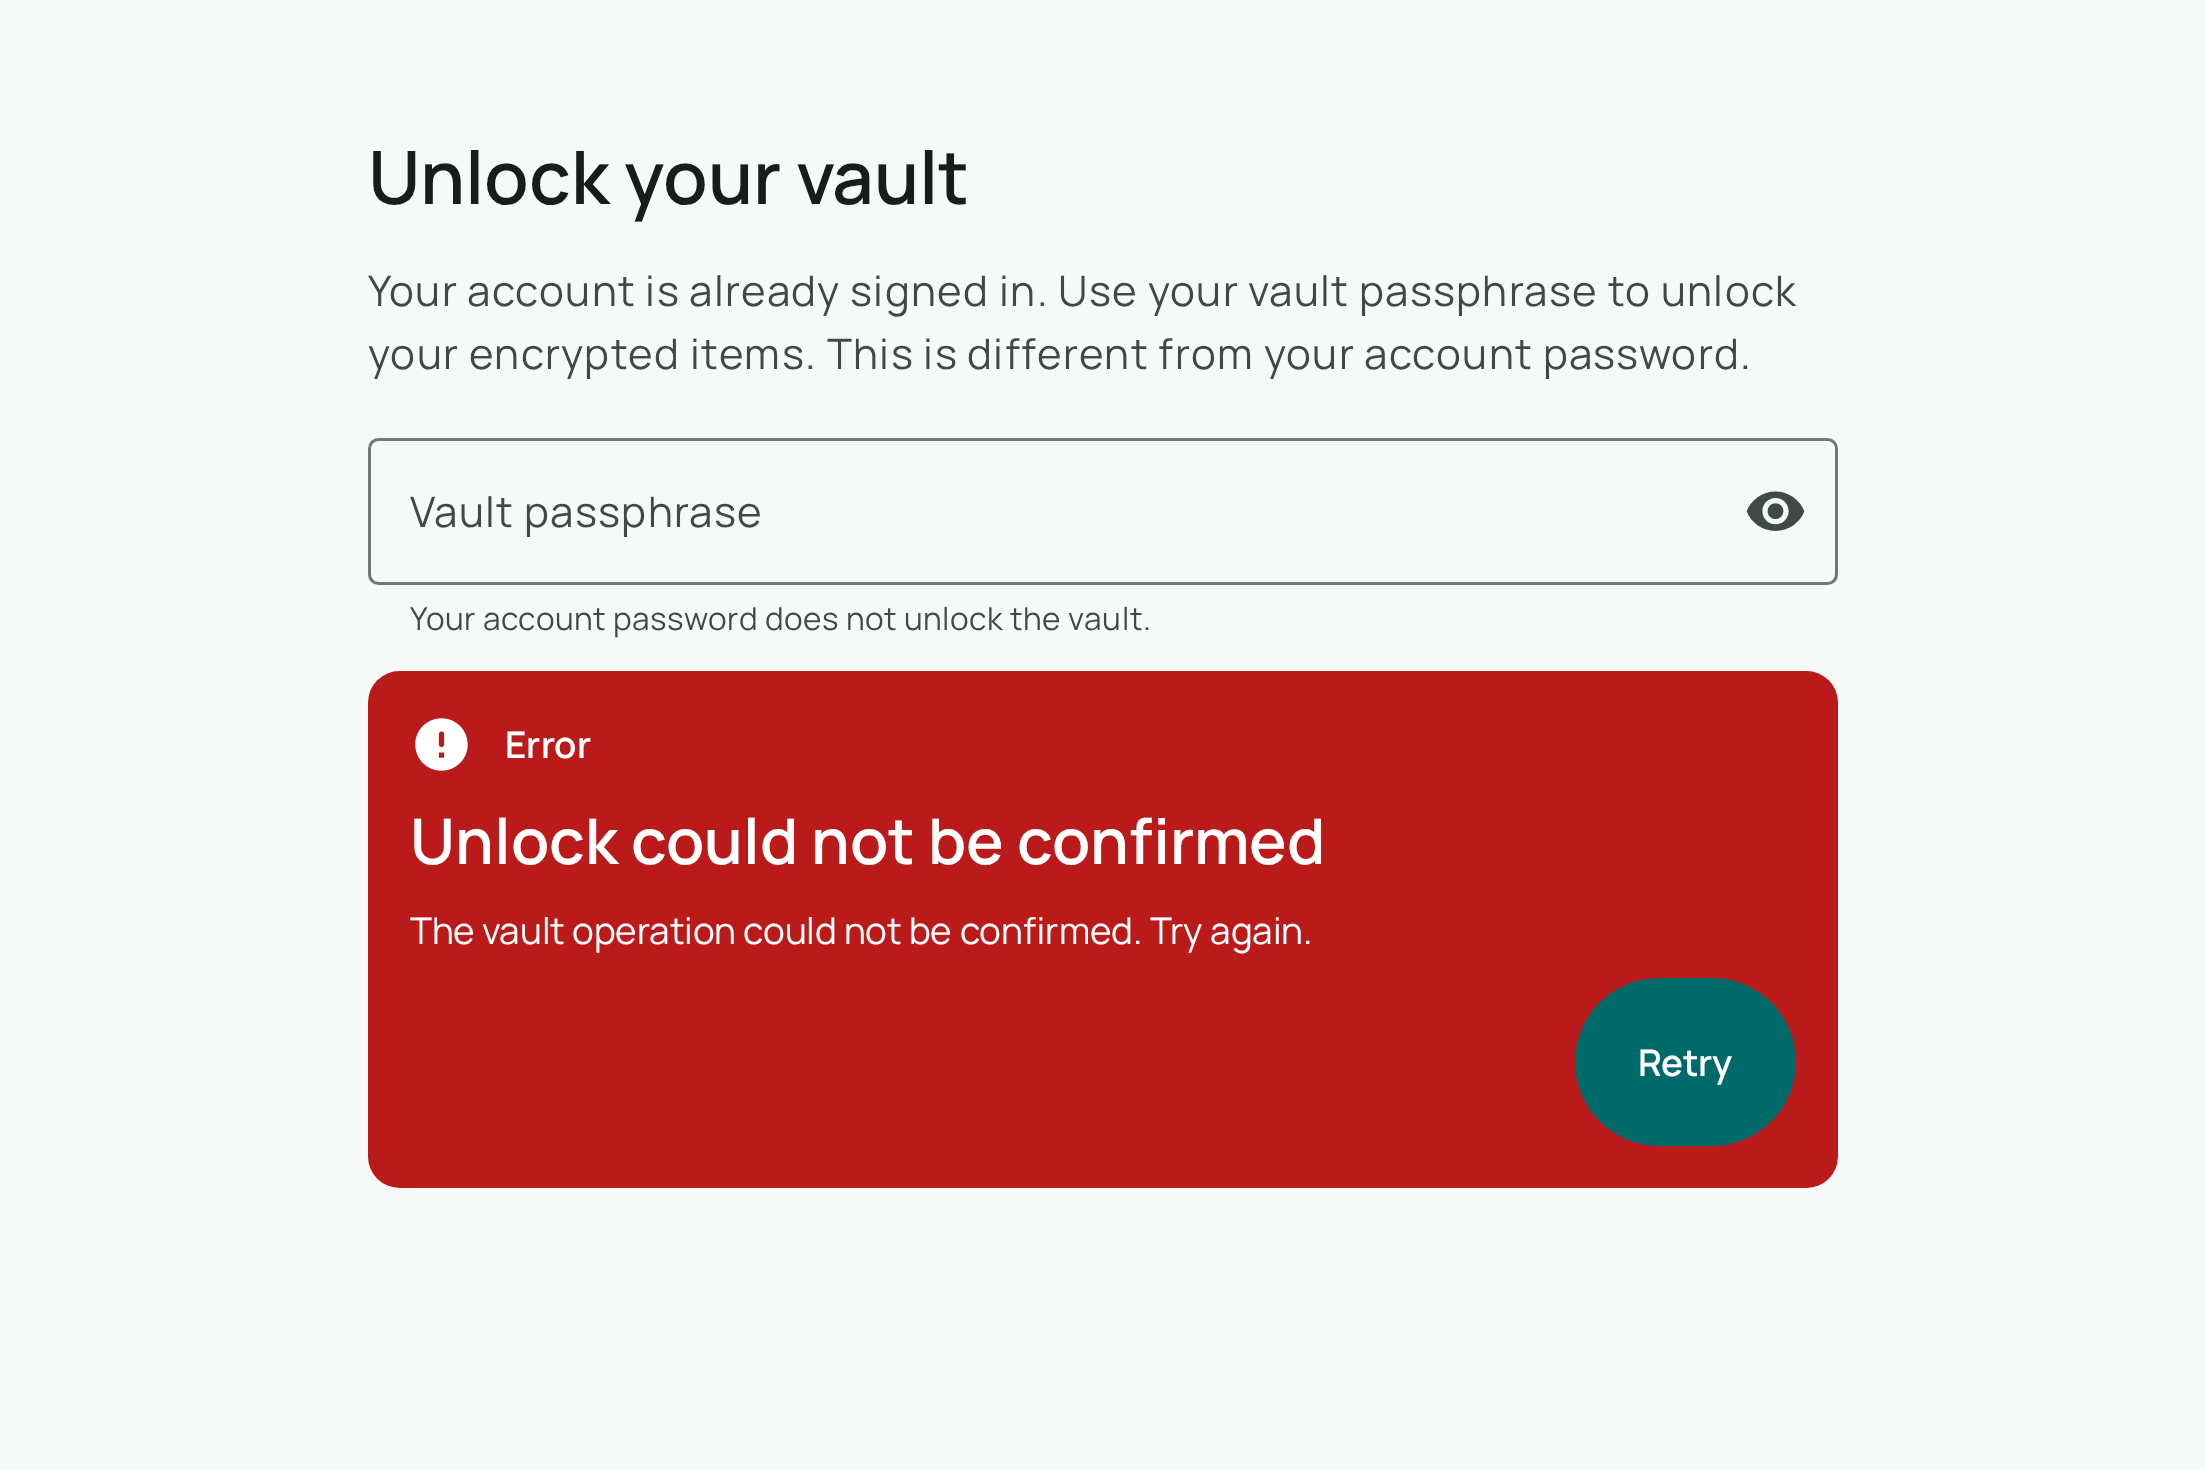 Unlock your vault
Your account is already signed in. Use your vault passphrase to unlock
your encrypted items. This is different from your account password.
Vault passphrase
Your account password does not unlock the vault.
Error
Unlock could not be confirmed
The vault operation could not be confirmed. Try again.
Retry